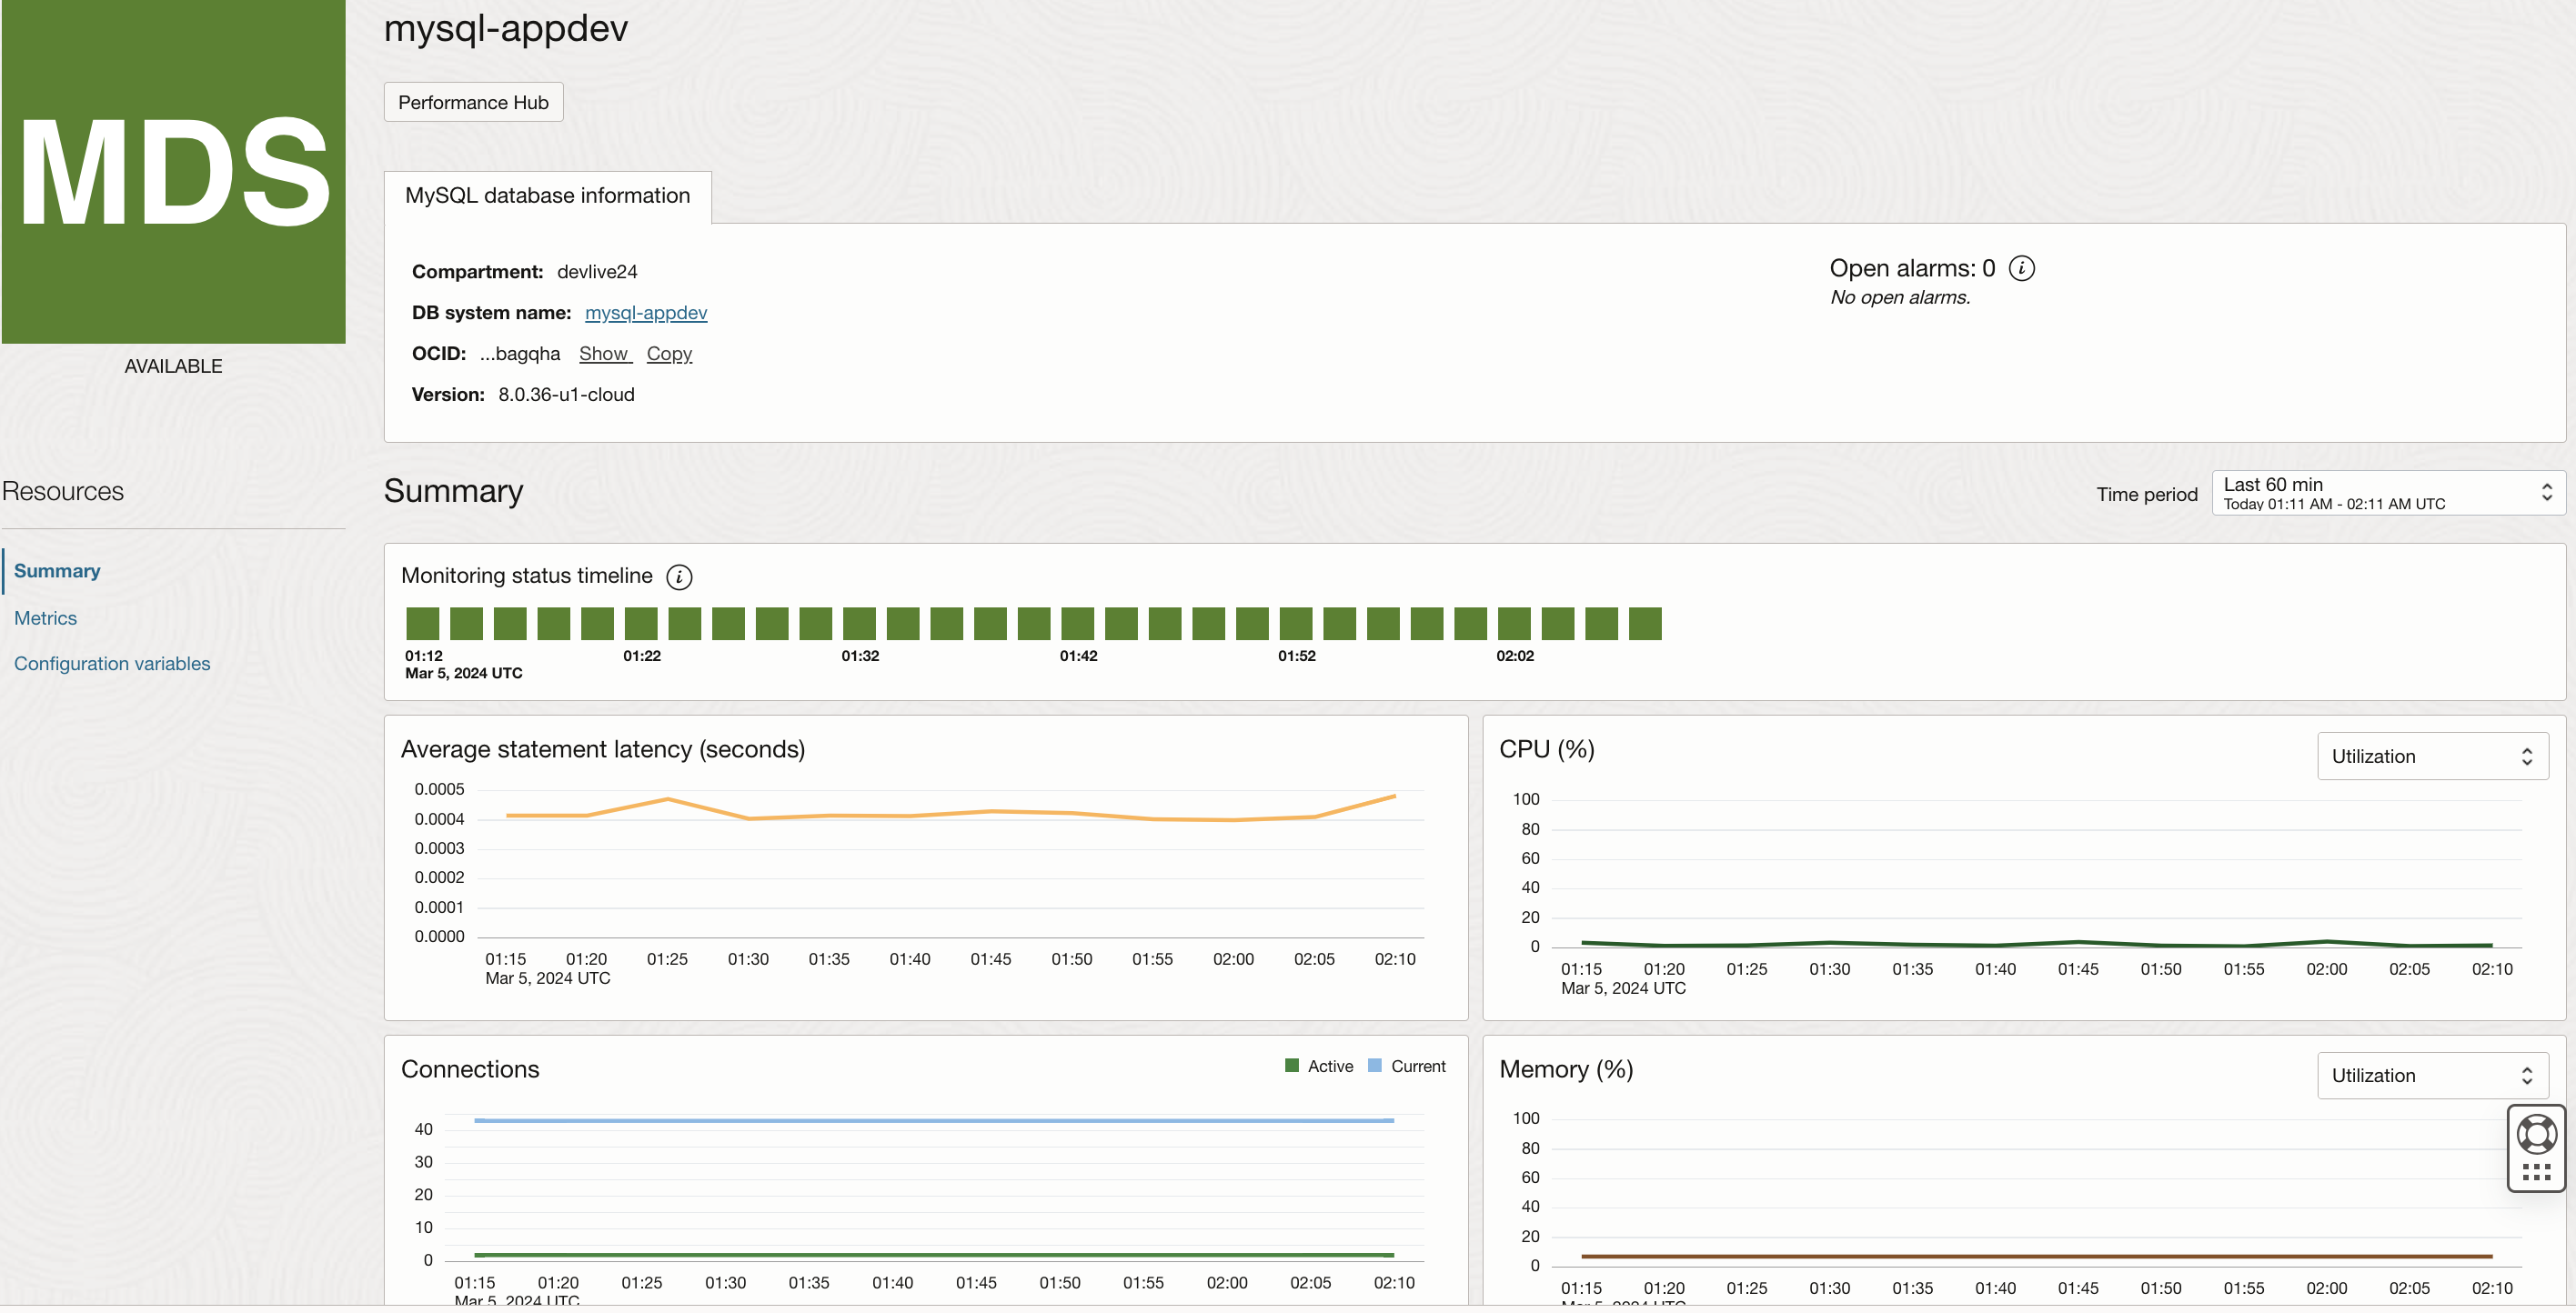 MDS
AVAILABLE
mysql-appdev
Performance Hub
MySQL database information
Compartment: devlive24
DB system name: mysql-appdev
OCID: ...bagqha Show Copy
Version: 8.0.36-u1-cloud
Open alarms: 0 i
No open alarms.
Resources
Summary
Metrics
Configuration variables
Summary
Time period
Last 60 min
Today 01:11 AM - 02:11 AM UTC
Monitoring status timeline i
01:12 01:22 01:32 01:42 01:52 02:02
Mar 5, 2024 UTC
Average statement latency (seconds)
0.0005
0.0004
0.0003
0.0002
0.0001
0.0000
01:15 01:20 01:25 01:30 01:35 01:40 01:45 01:50 01:55 02:00 02:05 02:10
Mar 5, 2024 UTC
CPU (%)
Utilization
100
80
60
40
20
0
01:15 01:20 01:25 01:30 01:35 01:40 01:45 01:50 01:55 02:00 02:05 02:10
Mar 5, 2024 UTC
Connections
Active Current
40
30
20
10
0
01:15 01:20 01:25 01:30 01:35 01:40 01:45 01:50 01:55 02:00 02:05 02:10
Mar 5, 2024 UTC
Memory (%)
Utilization
100
80
60
40
20
0
01:15 01:20 01:25 01:30 01:35 01:40 01:45 01:50 01:55 02:00 02:05 02:10